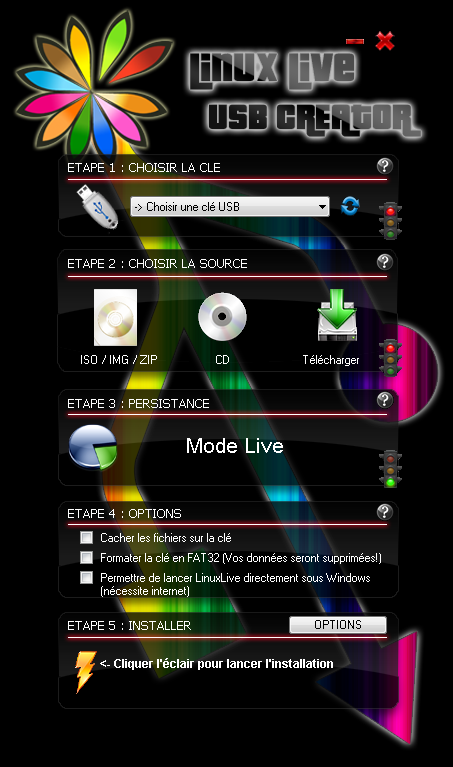 Linux Live
USB CREATOR
ETAPE 1 : CHOISIR LA CLE
?
-> Choisir une clé USB
ETAPE 2 : CHOISIR LA SOURCE
?
ISO / IMG / ZIP
CD
Télécharger
ETAPE 3 : PERSISTANCE
?
Mode Live
ETAPE 4 : OPTIONS
?
Cacher les fichiers sur la clé
Formater la clé en FAT32 (Vos données seront supprimées!)
Permettre de lancer LinuxLive directement sous Windows
(nécessite internet)
ETAPE 5 : INSTALLER
OPTIONS
<- Cliquer l'éclair pour lancer l'installation